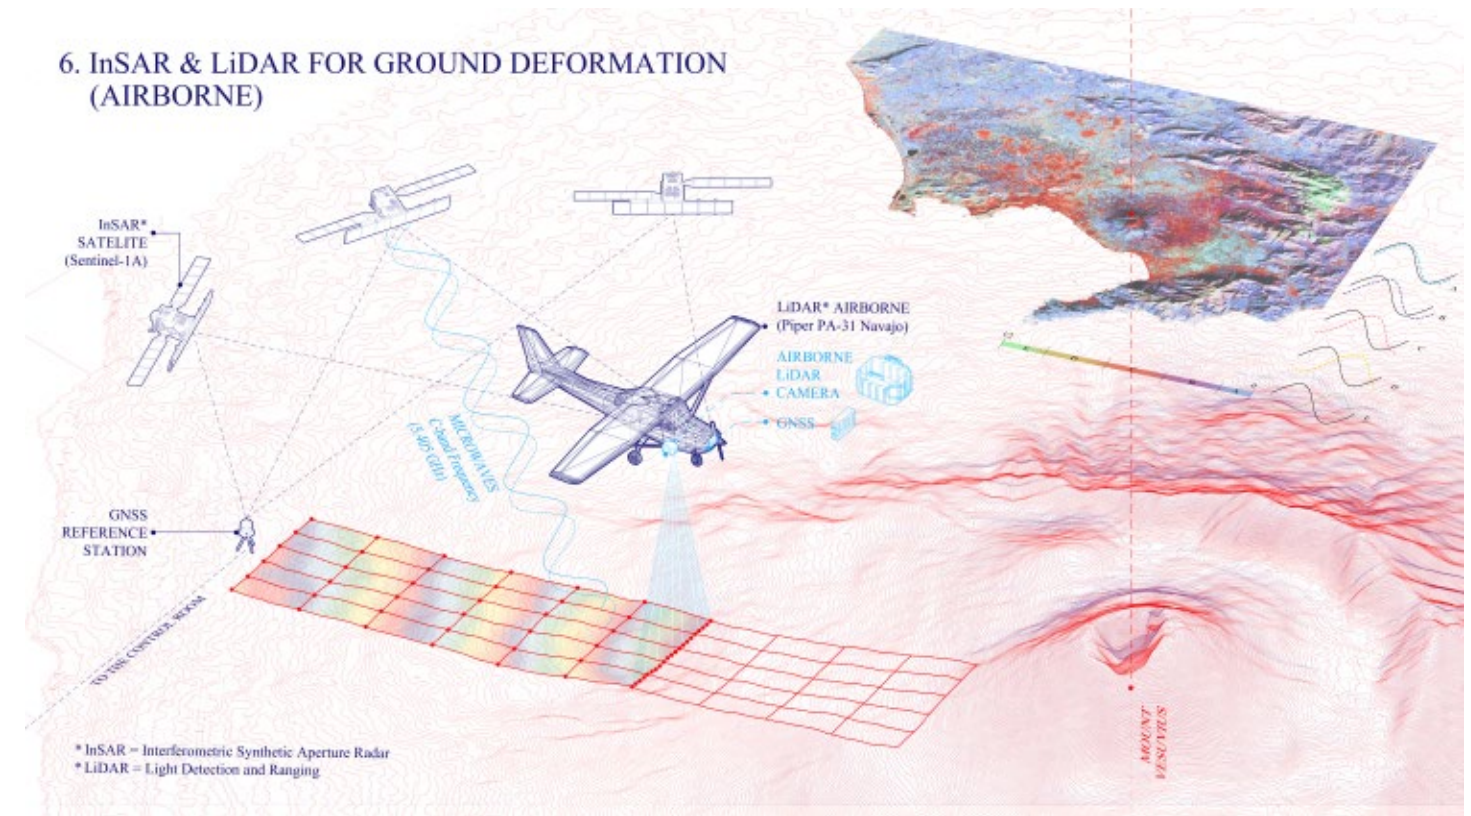 6. InSAR & LiDAR FOR GROUND DEFORMATION
(AIRBORNE)
InSAR*
SATELITE
(Sentinel-1A)
LiDAR* AIRBORNE
(Piper PA-31 Navajo)
AIRBORNE
LiDAR
CAMERA
GNSS
MICROWAVES
C-band Frequency
(5.405 GHz)
GNSS
REFERENCE
STATION
TO THE CONTROL ROOM
MOUNT
VESUVIUS
* InSAR = Interferometric Synthetic Aperture Radar
* LiDAR = Light Detection and Ranging